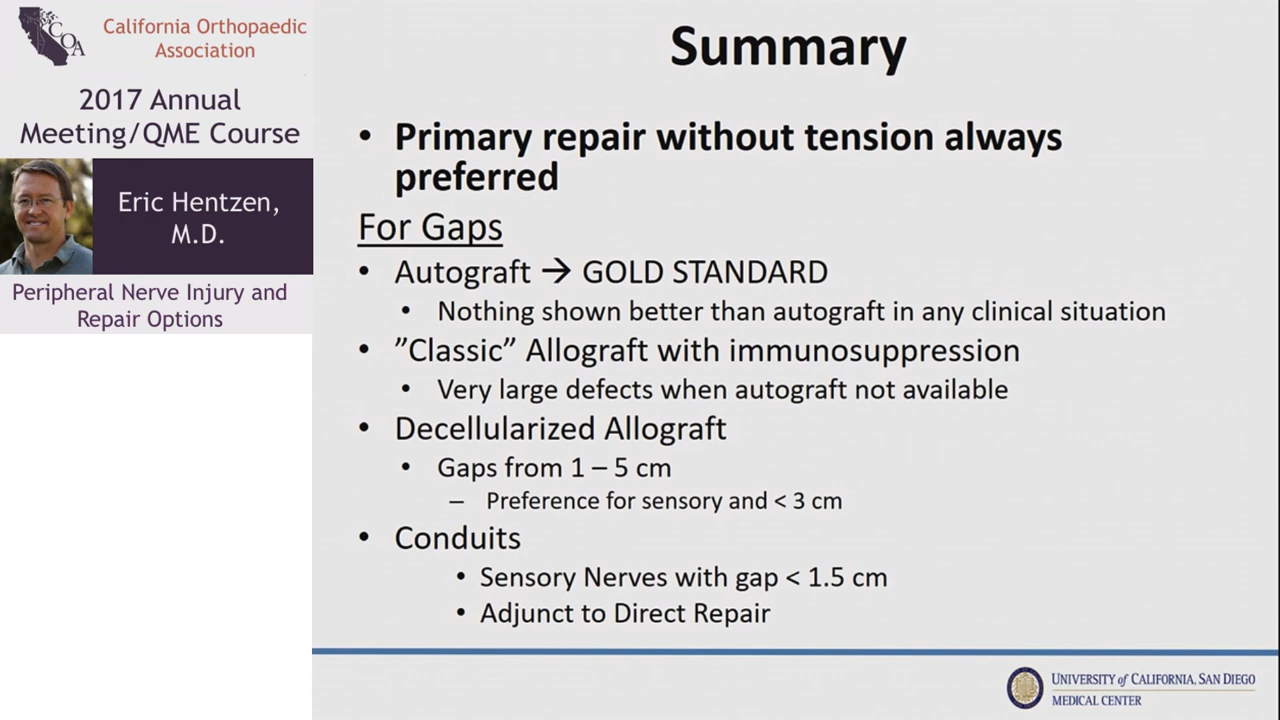 COA
California Orthopaedic
Association
2017 Annual
Meeting/QME Course
Eric Hentzen,
M.D.
Peripheral Nerve Injury and
Repair Options
Summary
• Primary repair without tension always
preferred
For Gaps
• Autograft → GOLD STANDARD
• Nothing shown better than autograft in any clinical situation
• ”Classic” Allograft with immunosuppression
• Very large defects when autograft not available
• Decellularized Allograft
• Gaps from 1 – 5 cm
– Preference for sensory and < 3 cm
• Conduits
• Sensory Nerves with gap < 1.5 cm
• Adjunct to Direct Repair
UNIVERSITY of CALIFORNIA, SAN DIEGO
MEDICAL CENTER